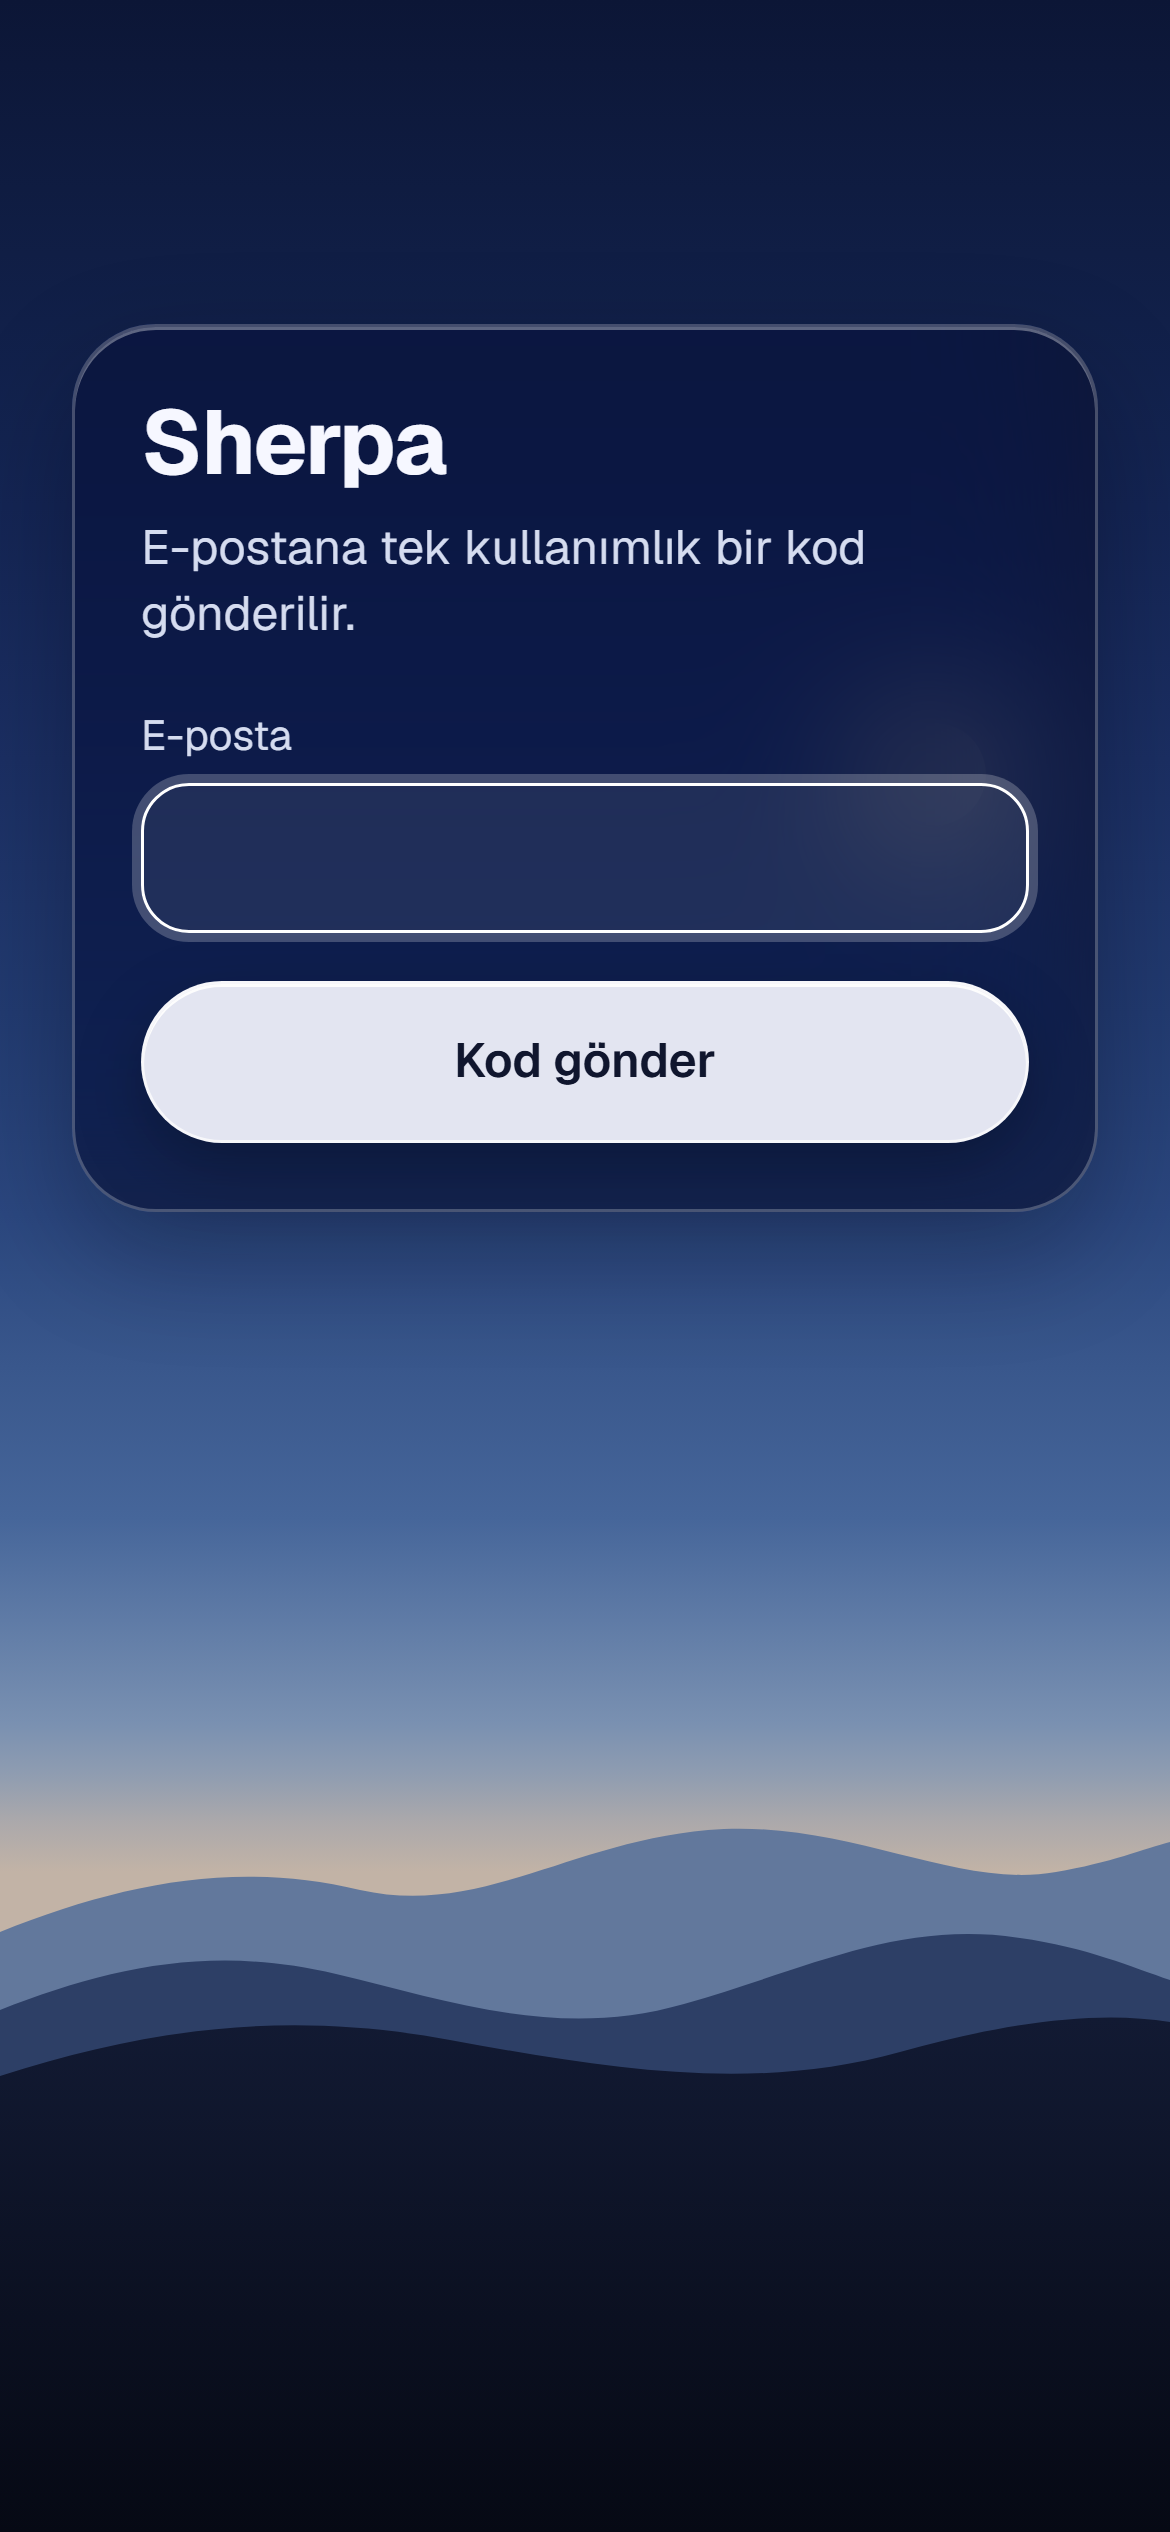 Sherpa
E-postana tek kullanımlık bir kod
gönderilir.
E-posta
Kod gönder